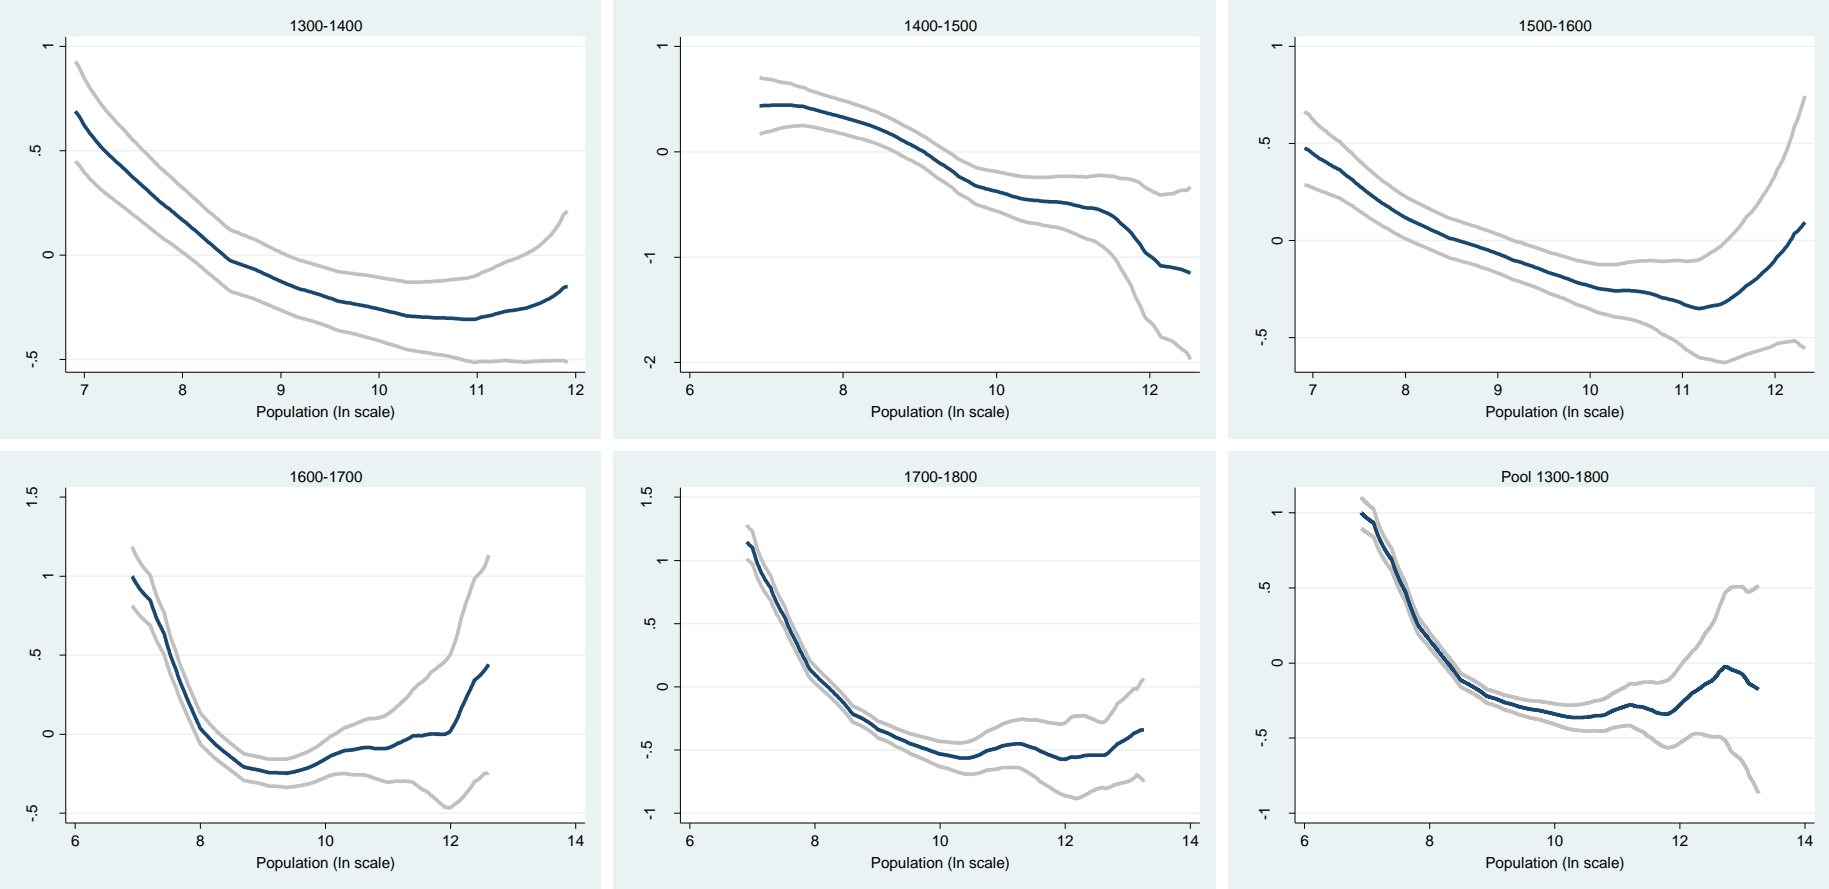 1300-1400
1
.5
0
-.5
7 8 9 10 11 12
Population (ln scale)
1400-1500
1
0
-1
-2
6 8 10 12
Population (ln scale)
1500-1600
1
.5
0
-.5
7 8 9 10 11 12
Population (ln scale)
1600-1700
1.5
1
.5
0
-.5
6 8 10 12 14
Population (ln scale)
1700-1800
1.5
1
.5
0
-.5
-1
6 8 10 12 14
Population (ln scale)
Pool 1300-1800
1
.5
0
-.5
-1
6 8 10 12 14
Population (ln scale)